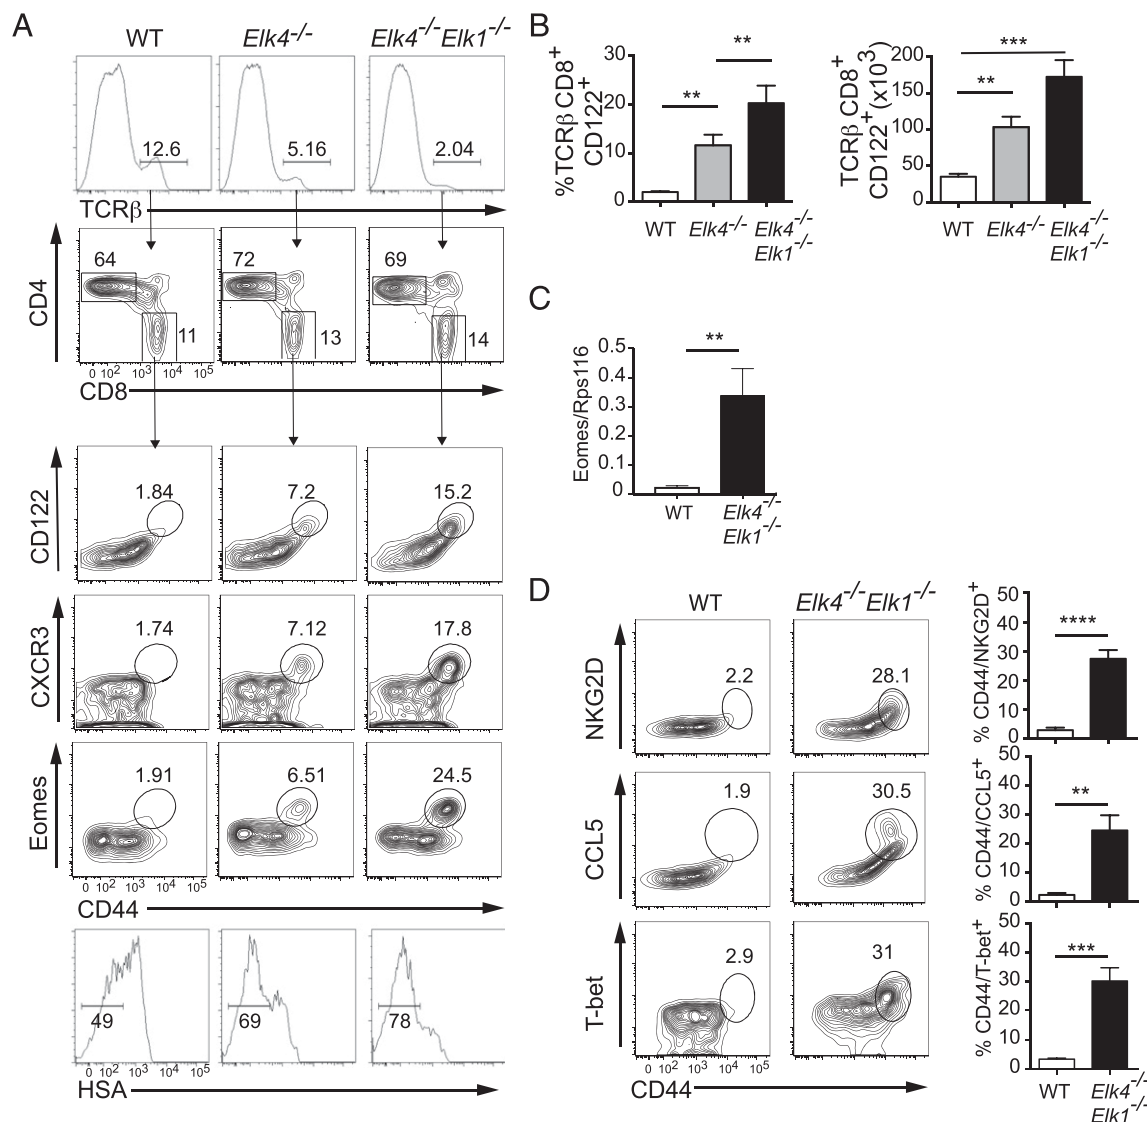 A
WT Elk4-/- Elk4-/-Elk1-/-
12.6 5.16 2.04
TCRβ
CD4
64 72 69
11 13 14
0 10² 10³ 10⁴ 10⁵
CD8
CD122
1.84 7.2 15.2
CXCR3
1.74 7.12 17.8
Eomes
1.91 6.51 24.5
0 10² 10³ 10⁴ 10⁵
CD44
49 69 78
HSA
B
%TCRβ CD8+
CD122+
30
20
10
0
** **
WT Elk4-/- Elk4-/-
Elk1-/-
TCRβ CD8+
CD122+(x10³)
200
150
100
50
0
***
**
WT Elk4-/- Elk4-/-
Elk1-/-
C
Eomes/Rps116
0.5
0.4
0.3
0.2
0.1
0
**
WT Elk4-/-
Elk1-/-
D
WT Elk4-/-Elk1-/-
NKG2D
2.2 28.1
% CD44/NKG2D+
50
40
30
20
10
0
****
CCL5
1.9 30.5
% CD44/CCL5+
50
40
30
20
10
0
**
T-bet
2.9 31
0 10² 10³ 10⁴ 10⁵
CD44
% CD44/T-bet+
50
40
30
20
10
0
***
WT Elk4-/-
Elk1-/-